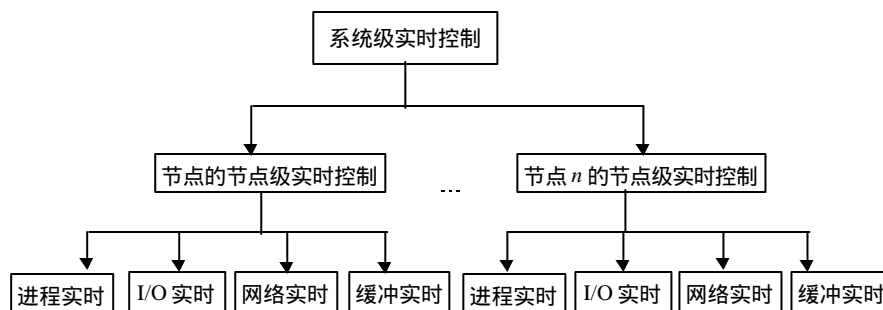 系统级实时控制
节点的节点级实时控制
...
节点 n 的节点级实时控制
进程实时
I/O 实时
网络实时
缓冲实时
进程实时
I/O 实时
网络实时
缓冲实时